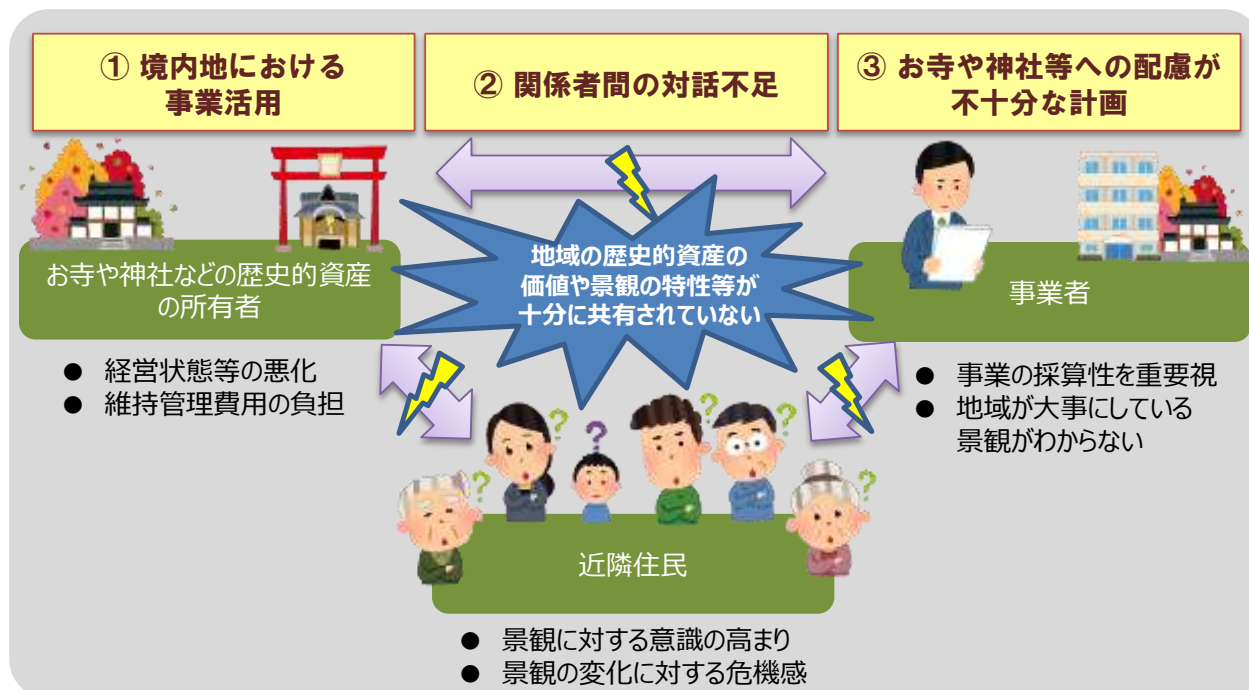 ① 境内地における
事業活用
② 関係者間の対話不足
③ お寺や神社等への配慮が
不十分な計画
地域の歴史的資産の
価値や景観の特性等が
十分に共有されていない
お寺や神社などの歴史的資産
の所有者
● 経営状態等の悪化
● 維持管理費用の負担
事業者
● 事業の採算性を重要視
● 地域が大事にしている
景観がわからない
? ? ? ? ? ?
近隣住民
● 景観に対する意識の高まり
● 景観の変化に対する危機感